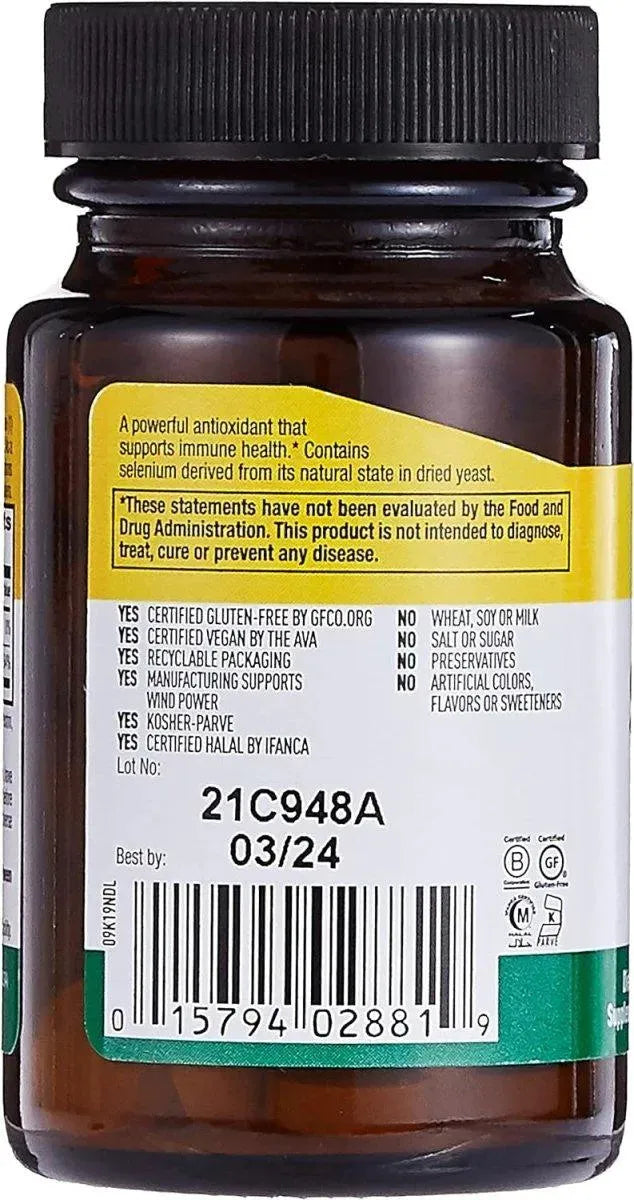 A powerful antioxidant that
supports immune health.* Contains
selenium derived from its natural state in dried yeast.
*These statements have not been evaluated by the Food and
Drug Administration. This product is not intended to diagnose,
treat, cure or prevent any disease.
YES CERTIFIED GLUTEN-FREE BY GFCO.ORG
YES CERTIFIED VEGAN BY THE AVA
YES RECYCLABLE PACKAGING
YES MANUFACTURING SUPPORTS
WIND POWER
YES KOSHER-PARVE
YES CERTIFIED HALAL BY IFANCA
NO WHEAT, SOY OR MILK
NO SALT OR SUGAR
NO PRESERVATIVES
NO ARTIFICIAL COLORS,
FLAVORS OR SWEETENERS
Lot No:
21C948A
Best by: 03/24
09K19NDL
0 15794 02881 9
Certified
B
Corporation
Certified
GF
Gluten-Free
M
HALAL
حلال
K
PARVE